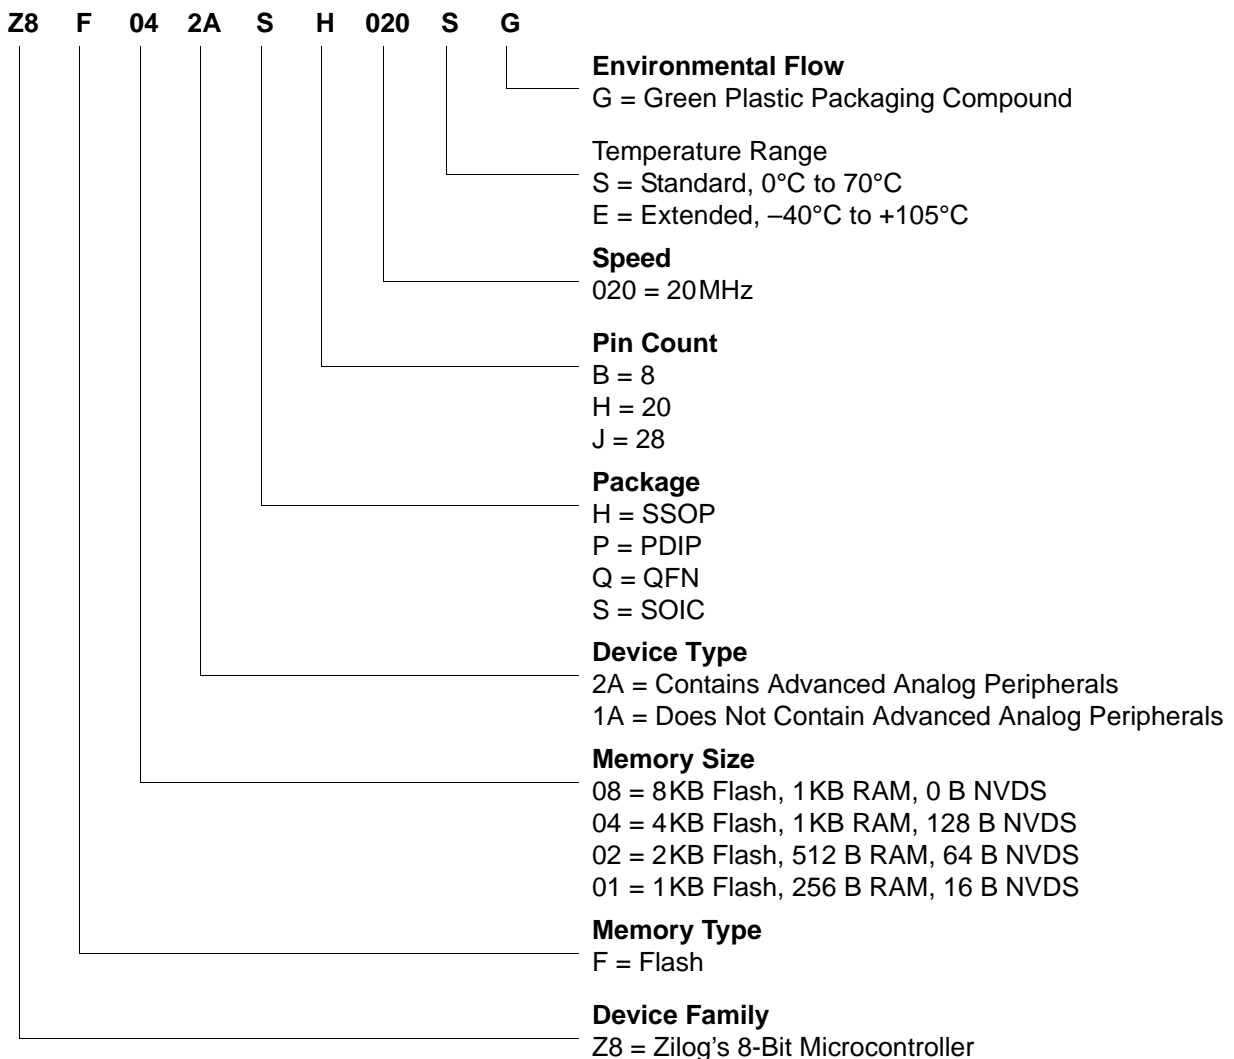 Z8 F 04 2A S H 020 S G
Environmental Flow
G = Green Plastic Packaging Compound
Temperature Range
S = Standard, 0°C to 70°C
E = Extended, –40°C to +105°C
Speed
020 = 20MHz
Pin Count
B = 8
H = 20
J = 28
Package
H = SSOP
P = PDIP
Q = QFN
S = SOIC
Device Type
2A = Contains Advanced Analog Peripherals
1A = Does Not Contain Advanced Analog Peripherals
Memory Size
08 = 8KB Flash, 1KB RAM, 0 B NVDS
04 = 4KB Flash, 1KB RAM, 128 B NVDS
02 = 2KB Flash, 512 B RAM, 64 B NVDS
01 = 1KB Flash, 256 B RAM, 16 B NVDS
Memory Type
F = Flash
Device Family
Z8 = Zilog's 8-Bit Microcontroller